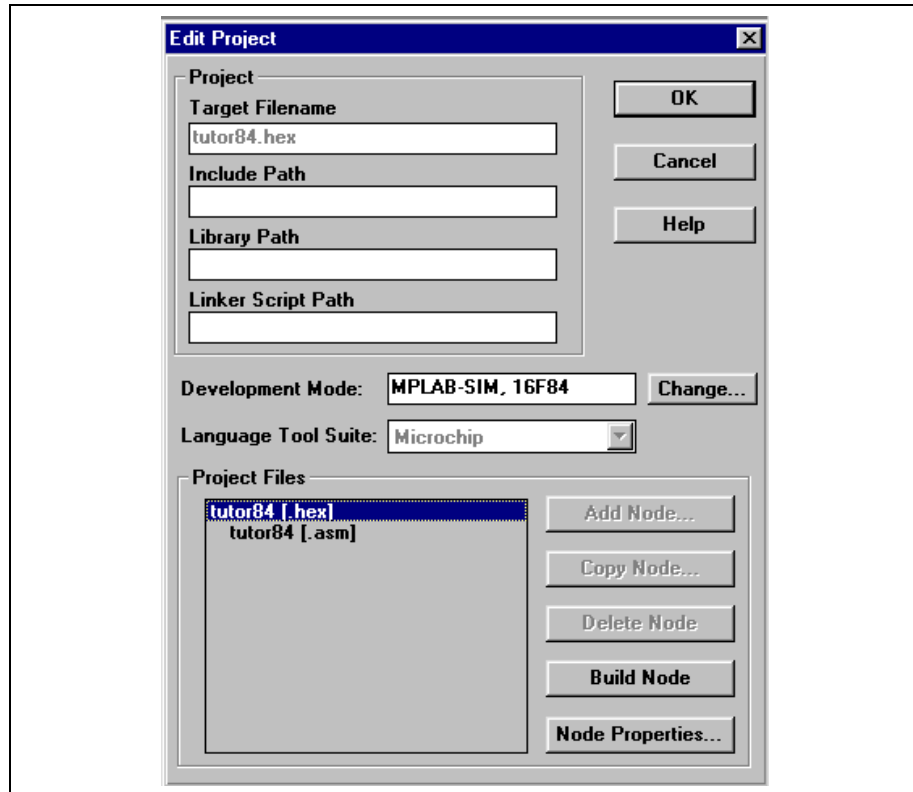 Edit Project
Project
Target Filename
tutor84.hex
Include Path
Library Path
Linker Script Path
OK
Cancel
Help
Development Mode: MPLAB-SIM, 16F84 Change...
Language Tool Suite: Microchip
Project Files
tutor84 [.hex]
tutor84 [.asm]
Add Node...
Copy Node...
Delete Node
Build Node
Node Properties...